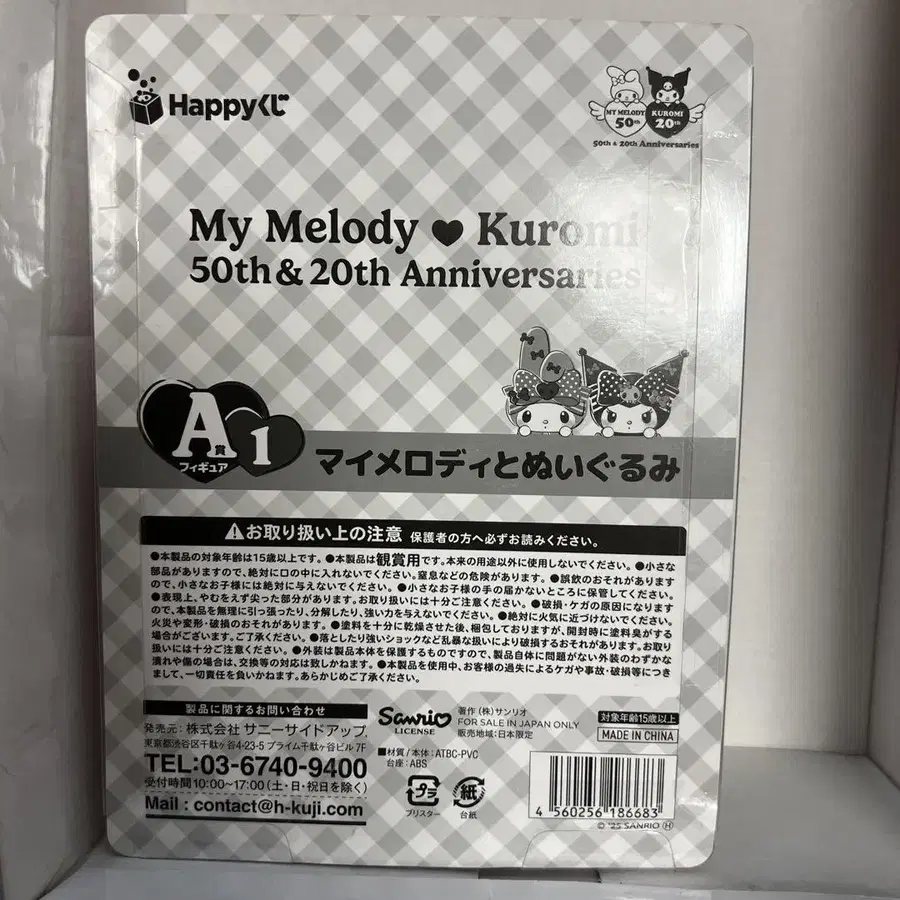 Happyくじ
MY MELODY
50th
KUROMI
20th
50th & 20th Anniversaries
My Melody ♥ Kuromi
50th & 20th Anniversaries
A賞
フィギュア
1
マイメロディとぬいぐるみ
⚠お取り扱い上の注意 保護者の方へ必ずお読みください。
●本製品の対象年齢は15歳以上です。●本製品は観賞用です。本来の用途以外に使用しないでください。●小さな
部品がありますので、絶対に口の中に入れないでください。窒息などの危険があります。●誤飲のおそれがあります
ので、小さなお子様には絶対に与えないでください。●小さなお子様の手の届かないところに保管してください。
●表現上、やむをえず尖った部分があります。お取り扱いには十分ご注意ください。●破損・ケガの原因になります
ので、本製品を無理に引っ張ったり、分解したり、強い力を与えないでください。●絶対に火気に近づけないでください。
火災や変形・破損のおそれがあります。●塗料を十分に乾燥させた後、梱包しておりますが、開封時に塗料臭がする
場合がございます。ご了承ください。●落としたり強いショックなど乱暴な扱いにより破損するおそれがあります。お取り
扱いには十分ご注意ください。●外装は製品本体を保護するものですので、製品自体に問題がない外装のわずかな
潰れや傷の場合は、交換等の対応は致しかねます。●本製品を使用中、お客様の過失によるケガや事故・破損等につき
まして、一切責任を負いかねます。あらかじめご了承ください。
製品に関するお問い合わせ
発売元：株式会社 サニーサイドアップ
東京都渋谷区千駄ヶ谷4-23-5 プライム千駄ヶ谷ビル 7F
TEL:03-6740-9400
受付時間10:00~17:00（土・日・祝日を除く）
Mail : contact@h-kuji.com
Sanrio
LICENSE
著作（株）サンリオ
FOR SALE IN JAPAN ONLY
販売地域：日本限定
■材質／本体：ATBC-PVC
台座：ABS
プラ
ブリスター
紙
台紙
対象年齢15歳以上
MADE IN CHINA
4 560256 186683
© '25 SANRIO Ⓗ